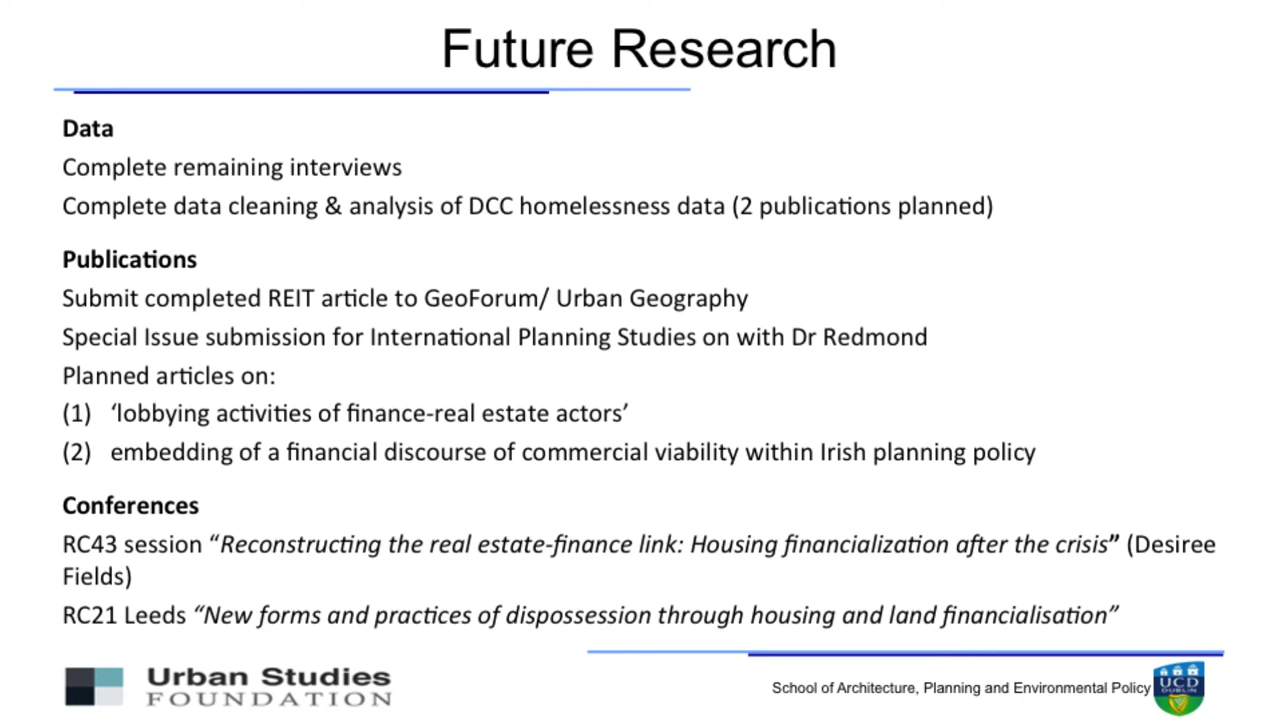 Future Research
Data
Complete remaining interviews
Complete data cleaning & analysis of DCC homelessness data (2 publications planned)
Publications
Submit completed REIT article to GeoForum/ Urban Geography
Special Issue submission for International Planning Studies on with Dr Redmond
Planned articles on:
(1) ‘lobbying activities of finance-real estate actors’
(2) embedding of a financial discourse of commercial viability within Irish planning policy
Conferences
RC43 session “Reconstructing the real estate-finance link: Housing financialization after the crisis” (Desiree
Fields)
RC21 Leeds “New forms and practices of dispossession through housing and land financialisation”
Urban Studies
FOUNDATION
School of Architecture, Planning and Environmental Policy
UCD
DUBLIN